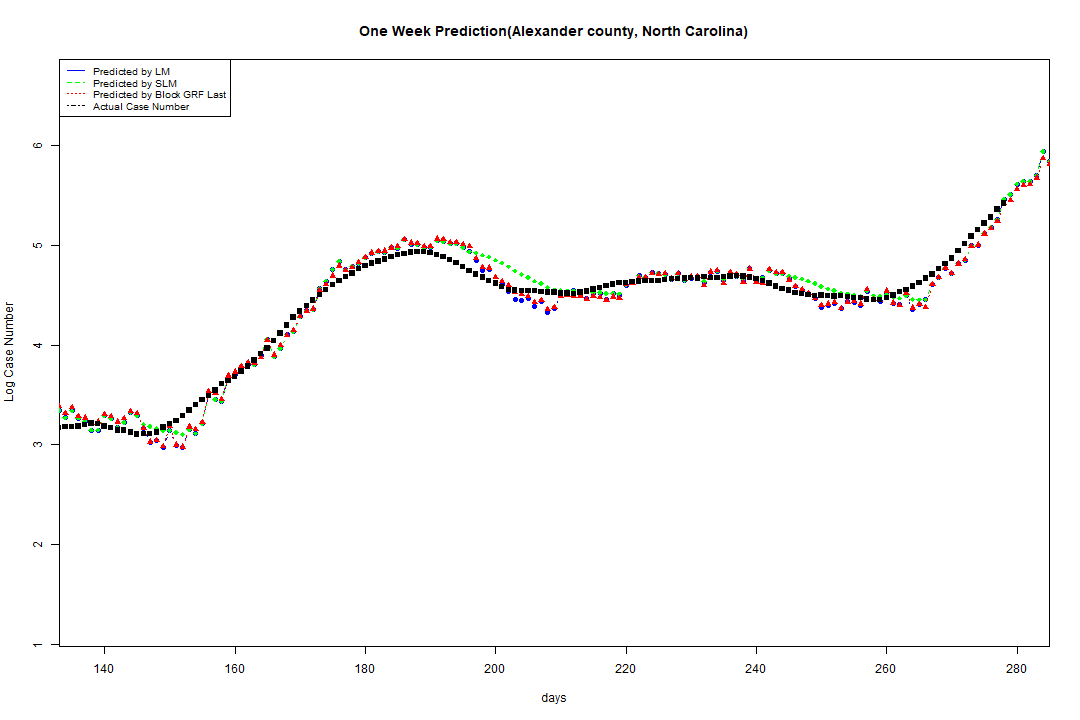 One Week Prediction(Alexander county, North Carolina)
Predicted by LM
Predicted by SLM
Predicted by Block GRF Last
Actual Case Number
6
5
4
3
2
1
Log Case Number
140 160 180 200 220 240 260 280
days